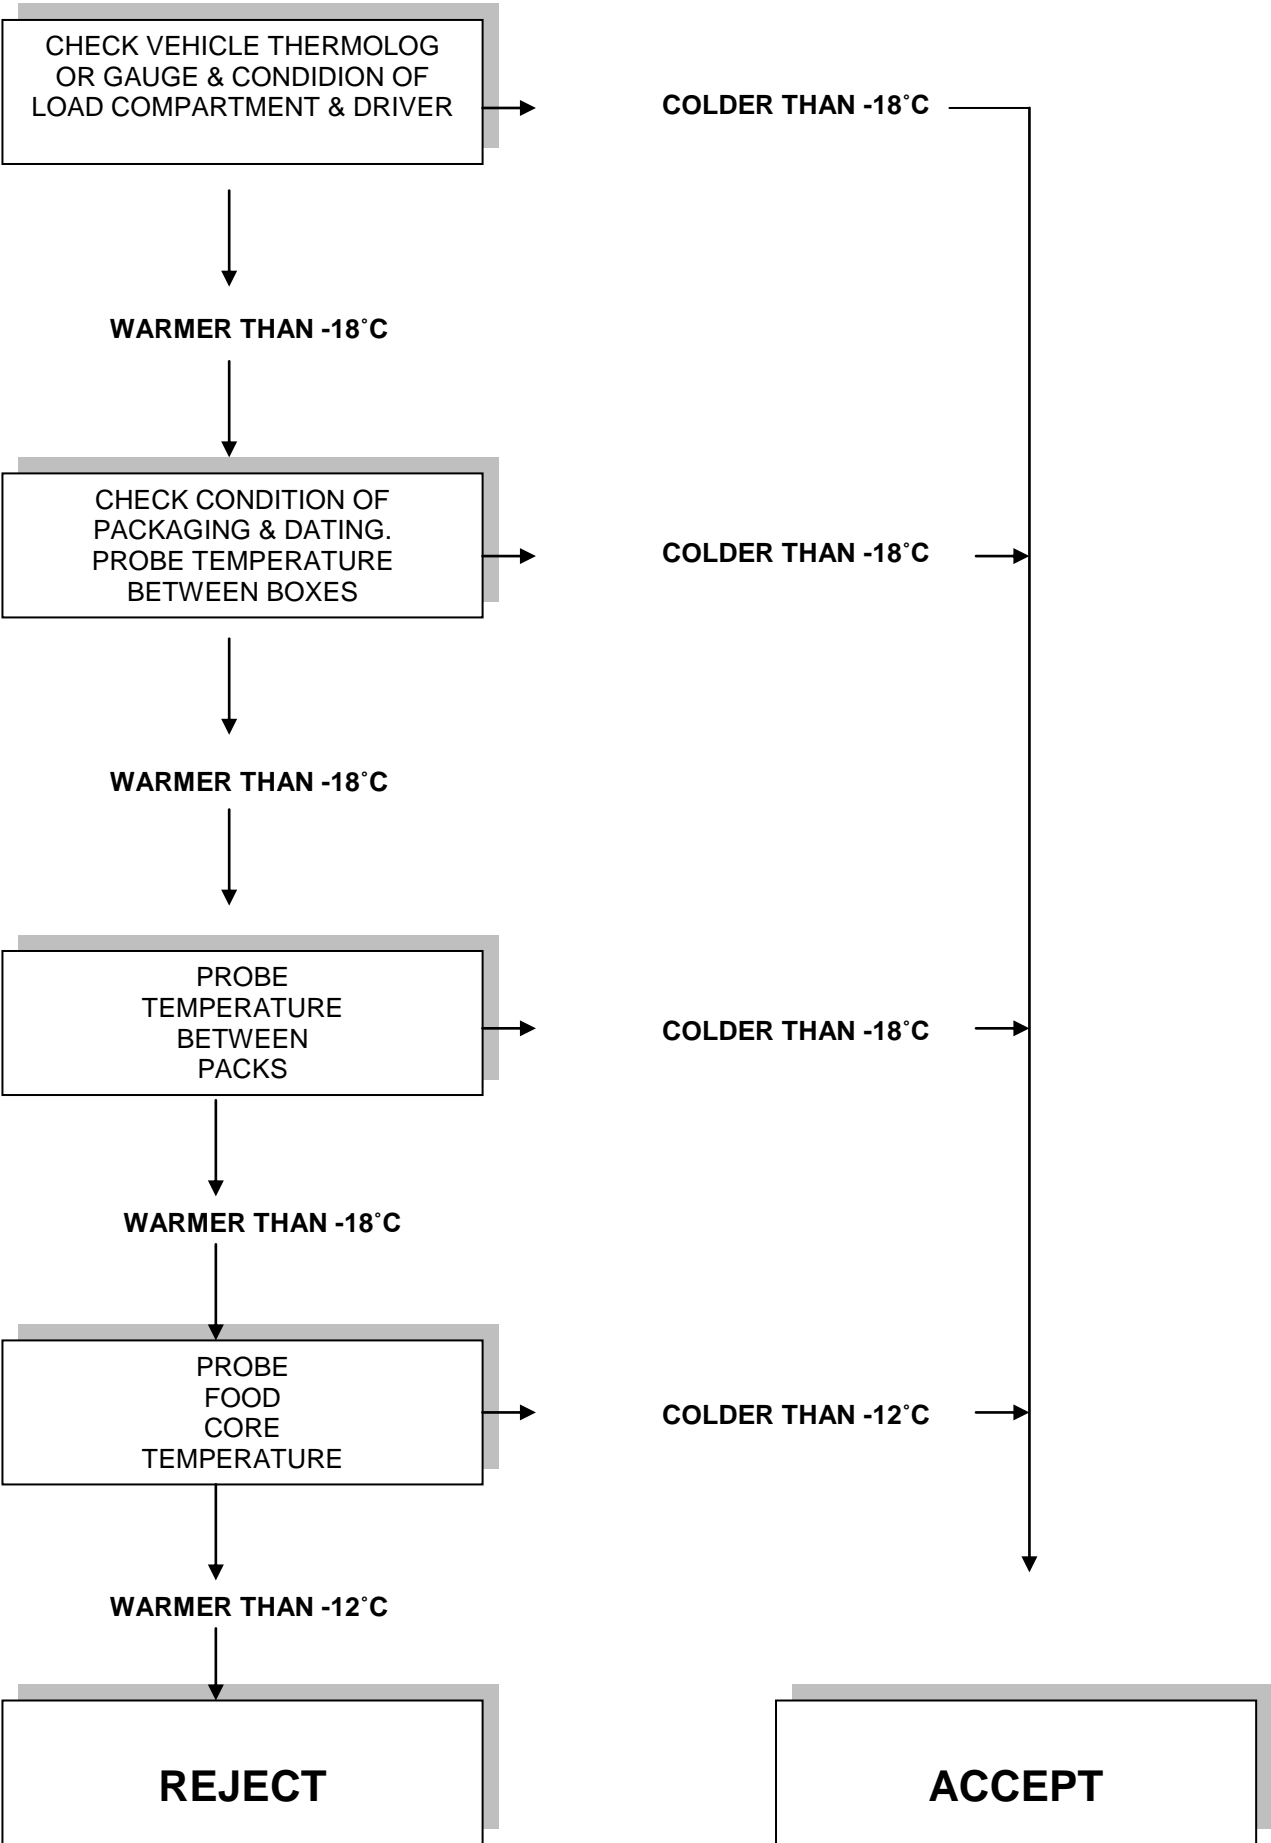 CHECK VEHICLE THERMOLOG
OR GAUGE & CONDIDION OF
LOAD COMPARTMENT & DRIVER
COLDER THAN -18˚C
WARMER THAN -18˚C
CHECK CONDITION OF
PACKAGING & DATING.
PROBE TEMPERATURE
BETWEEN BOXES
COLDER THAN -18˚C
WARMER THAN -18˚C
PROBE
TEMPERATURE
BETWEEN
PACKS
COLDER THAN -18˚C
WARMER THAN -18˚C
PROBE
FOOD
CORE
TEMPERATURE
COLDER THAN -12˚C
WARMER THAN -12˚C
REJECT
ACCEPT